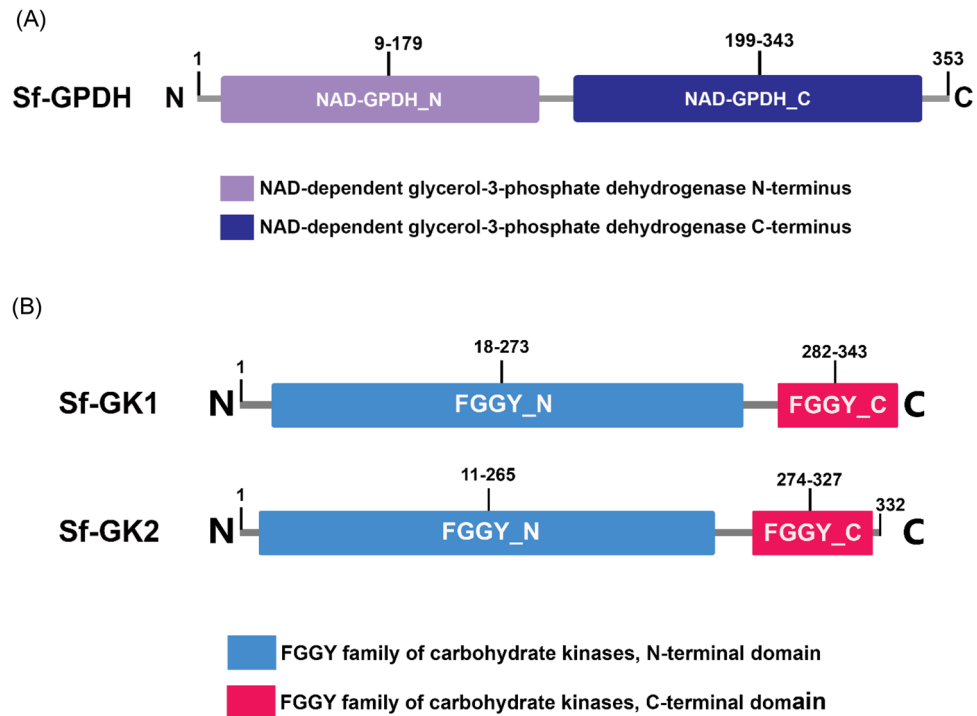 (A)
1 9-179 199-343 353
Sf-GPDH N NAD-GPDH_N NAD-GPDH_C C
NAD-dependent glycerol-3-phosphate dehydrogenase N-terminus
NAD-dependent glycerol-3-phosphate dehydrogenase C-terminus
(B)
1 18-273 282-343
Sf-GK1 N FGGY_N FGGY_C C
1 11-265 274-327 332
Sf-GK2 N FGGY_N FGGY_C C
FGGY family of carbohydrate kinases, N-terminal domain
FGGY family of carbohydrate kinases, C-terminal domain